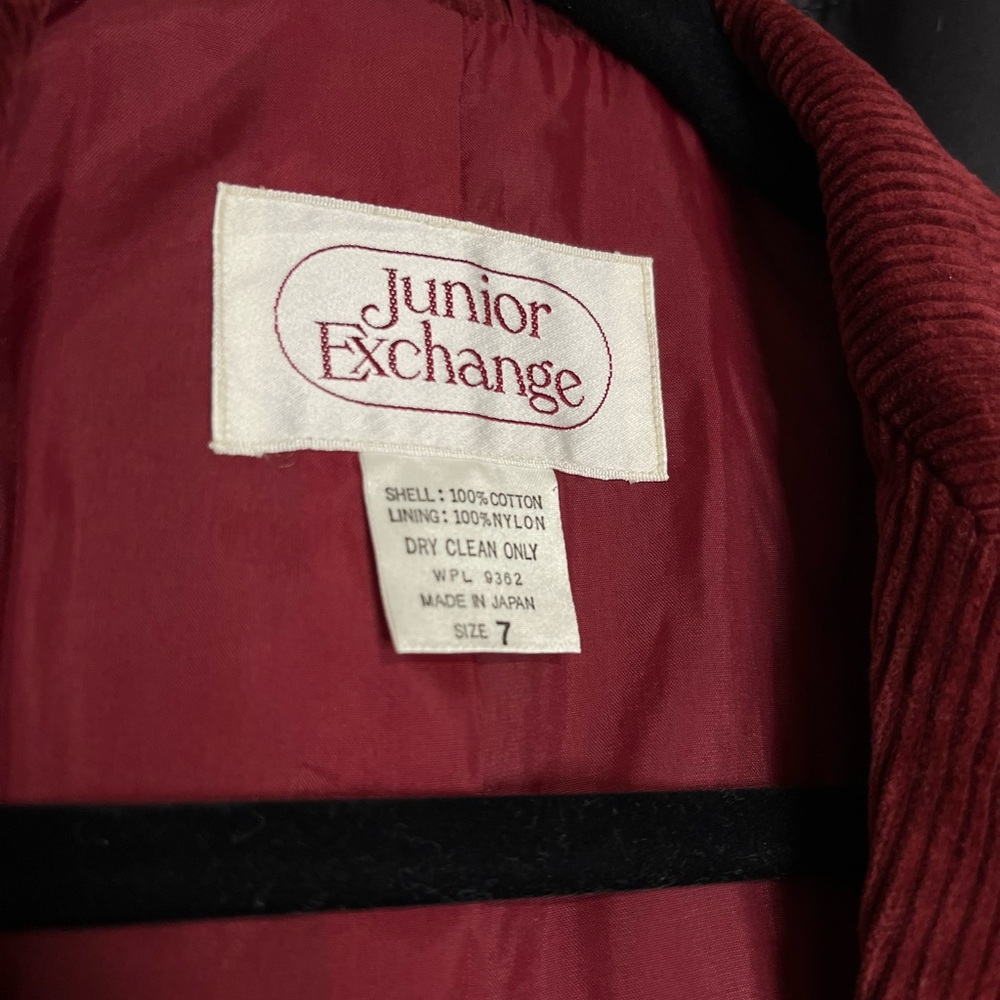 Junior
Exchange
SHELL: 100% COTTON
LINING: 100% NYLON
DRY CLEAN ONLY
WPL 9362
MADE IN JAPAN
SIZE 7